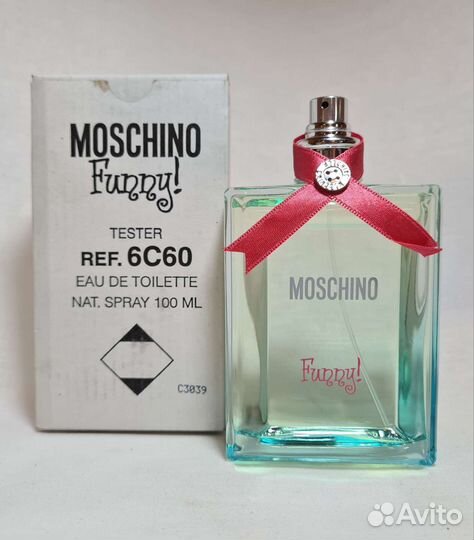 MOSCHINO
Funny!
TESTER
REF. 6C60
EAU DE TOILETTE
NAT. SPRAY 100 ML
C3039
MOSCHINO
Funny!
Avito